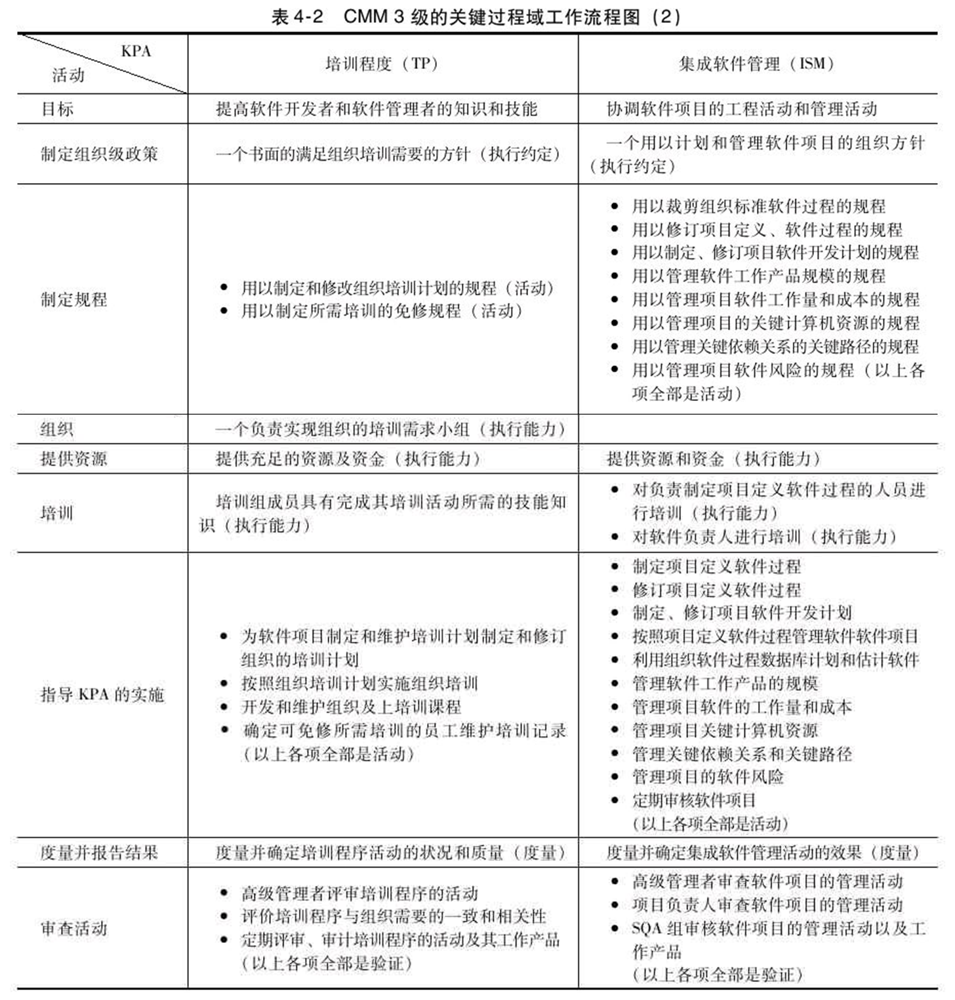 表 4-2 CMM 3 级的关键过程域工作流程图（2）
KPA
活动
培训程度（TP）
集成软件管理（ISM）
目标
提高软件开发者和软件管理者的知识和技能
协调软件项目的工程活动和管理活动
制定组织级政策
一个书面的满足组织培训需要的方针（执行约定）
一个用以计划和管理软件项目的组织方针
（执行约定）
制定规程
● 用以制定和修改组织培训计划的规程（活动）
● 用以制定所需培训的免修规程（活动）
● 用以裁剪组织标准软件过程的规程
● 用以修订项目定义、软件过程的规程
● 用以制定、修订项目软件开发计划的规程
● 用以管理软件工作产品规模的规程
● 用以管理项目软件工作量和成本的规程
● 用以管理项目的关键计算机资源的规程
● 用以管理关键依赖关系的关键路径的规程
● 用以管理项目软件风险的规程（以上各
项全部是活动）
组织
一个负责实现组织的培训需求小组（执行能力）
提供资源
提供充足的资源及资金（执行能力）
提供资源和资金（执行能力）
培训
培训组成员具有完成其培训活动所需的技能知
识（执行能力）
● 对负责制定项目定义软件过程的人员进
行培训（执行能力）
● 对软件负责人进行培训（执行能力）
指导 KPA 的实施
● 为软件项目制定和维护培训计划制定和修订
组织的培训计划
● 按照组织培训计划实施组织培训
● 开发和维护组织及上培训课程
● 确定可免修所需培训的员工维护培训记录
（以上各项全部是活动）
● 制定项目定义软件过程
● 修订项目定义软件过程
● 制定、修订项目软件开发计划
● 按照项目定义软件过程管理软件软件项目
● 利用组织软件过程数据库计划和估计软件
● 管理软件工作产品的规模
● 管理项目软件的工作量和成本
● 管理项目关键计算机资源
● 管理关键依赖关系和关键路径
● 管理项目的软件风险
● 定期审核软件项目
（以上各项全部是活动）
度量并报告结果
度量并确定培训程序活动的状况和质量（度量）
度量并确定集成软件管理活动的效果（度量）
审查活动
● 高级管理者评审培训程序的活动
● 评价培训程序与组织需要的一致和相关性
● 定期评审、审计培训程序的活动及其工作产品
（以上各项全部是验证）
● 高级管理者审查软件项目的管理活动
● 项目负责人审查软件项目的管理活动
● SQA 组审核软件项目的管理活动以及工
作产品
（以上各项全部是验证）